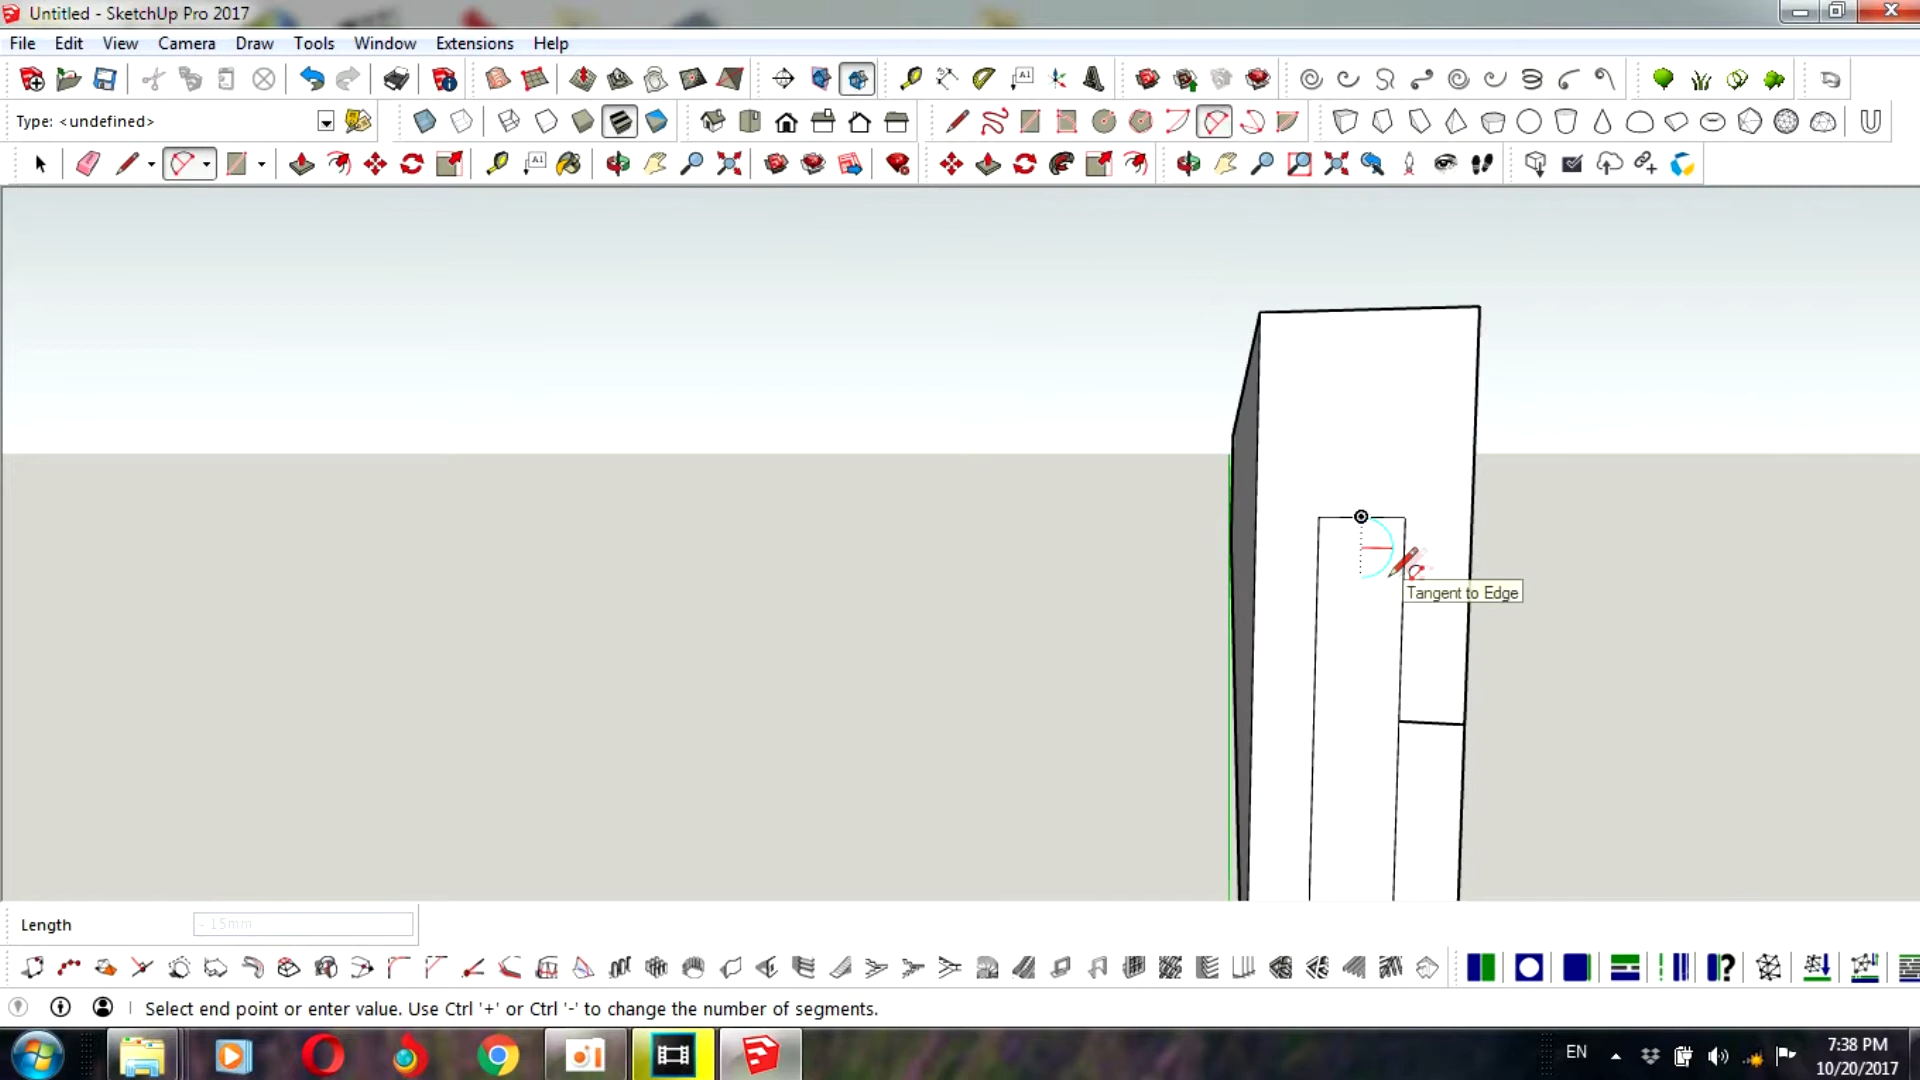 Untitled - SketchUp Pro 2017
File Edit View Camera Draw Tools Window Extensions Help
Type: <undefined>
Tangent to Edge
Length ~ 15mm
Select end point or enter value. Use Ctrl '+' or Ctrl '-' to change the number of segments.
EN
7:38 PM
10/20/2017